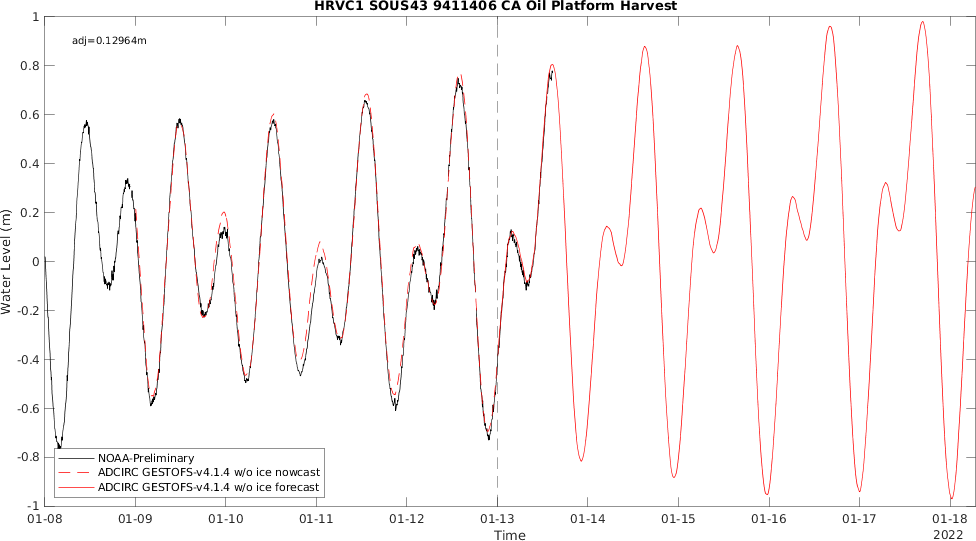 HRVC1 SOUS43 9411406 CA Oil Platform Harvest
adj=0.12964m
1
0.8
0.6
0.4
0.2
0
-0.2
-0.4
-0.6
-0.8
-1
Water Level (m)
NOAA-Preliminary
ADCIRC GESTOFS-v4.1.4 w/o ice nowcast
ADCIRC GESTOFS-v4.1.4 w/o ice forecast
01-08 01-09 01-10 01-11 01-12 01-13 01-14 01-15 01-16 01-17 01-18
Time
2022